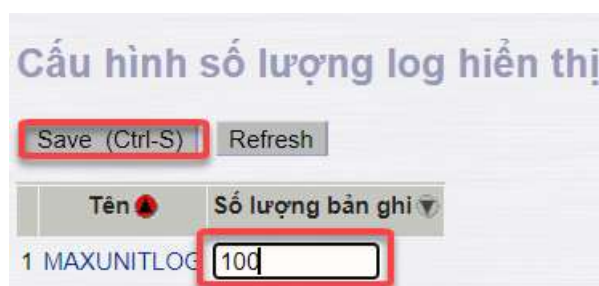 Cấu hình số lượng log hiển thị
Save (Ctrl-S) Refresh
Tên Số lượng bản ghi
1 MAXUNITLOG 100